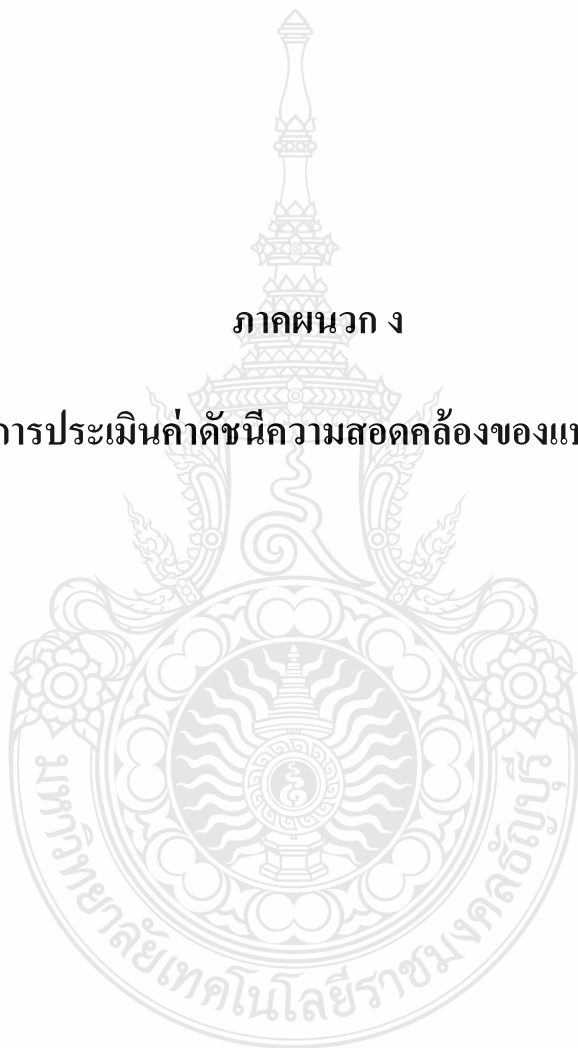 ภาคผนวก ง
การประเมินค่าดัชนีความสอดคล้องของแบ
มหาวิทยาลัยเทคโนโลยีราชมงคลธัญบุรี